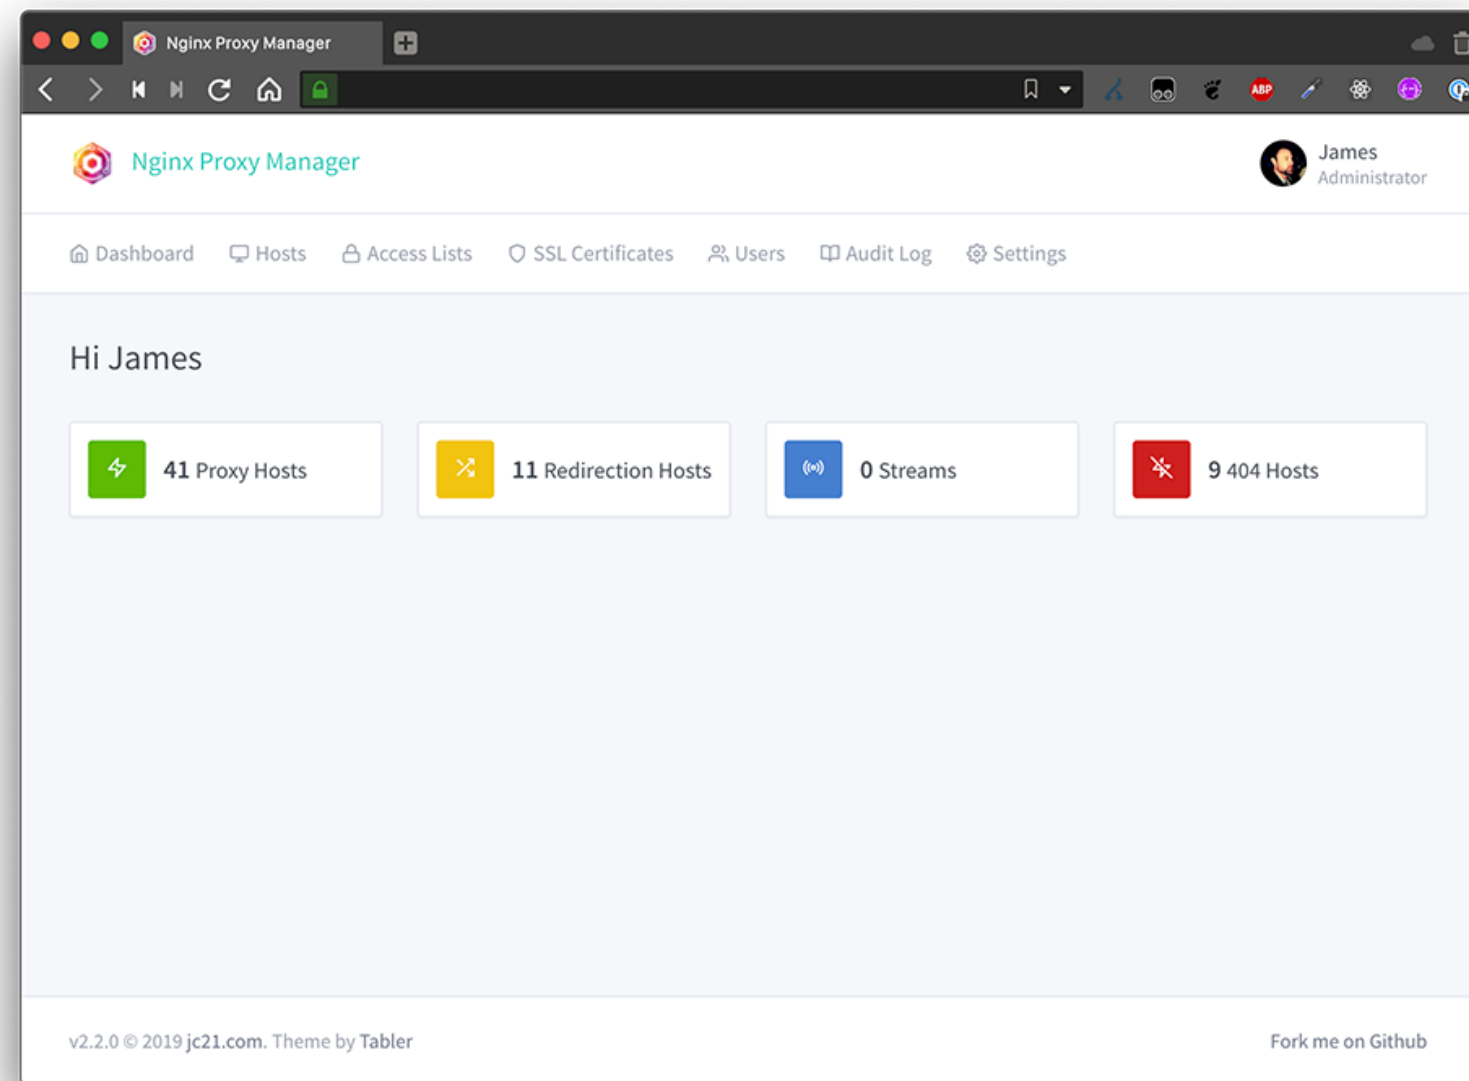 Nginx Proxy Manager
ABP
Nginx Proxy Manager
James
Administrator
Dashboard Hosts Access Lists SSL Certificates Users Audit Log Settings
Hi James
41 Proxy Hosts
11 Redirection Hosts
0 Streams
9 404 Hosts
v2.2.0 © 2019 jc21.com. Theme by Tabler
Fork me on Github